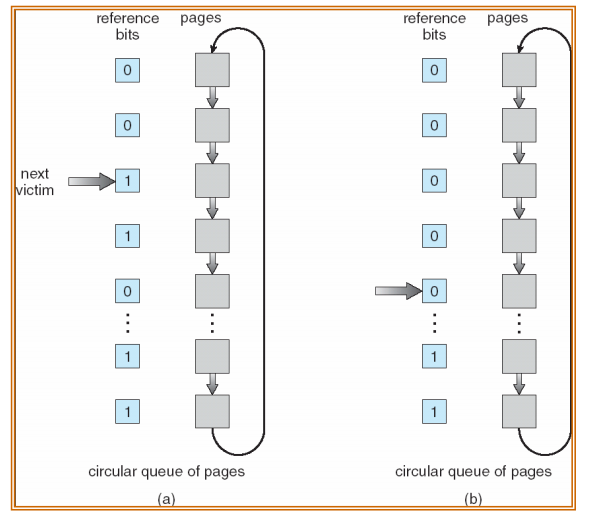 reference pages
bits
0
0
next
victim
1
1
0
1
1
circular queue of pages
(a)
reference pages
bits
0
0
0
0
0
1
1
circular queue of pages
(b)